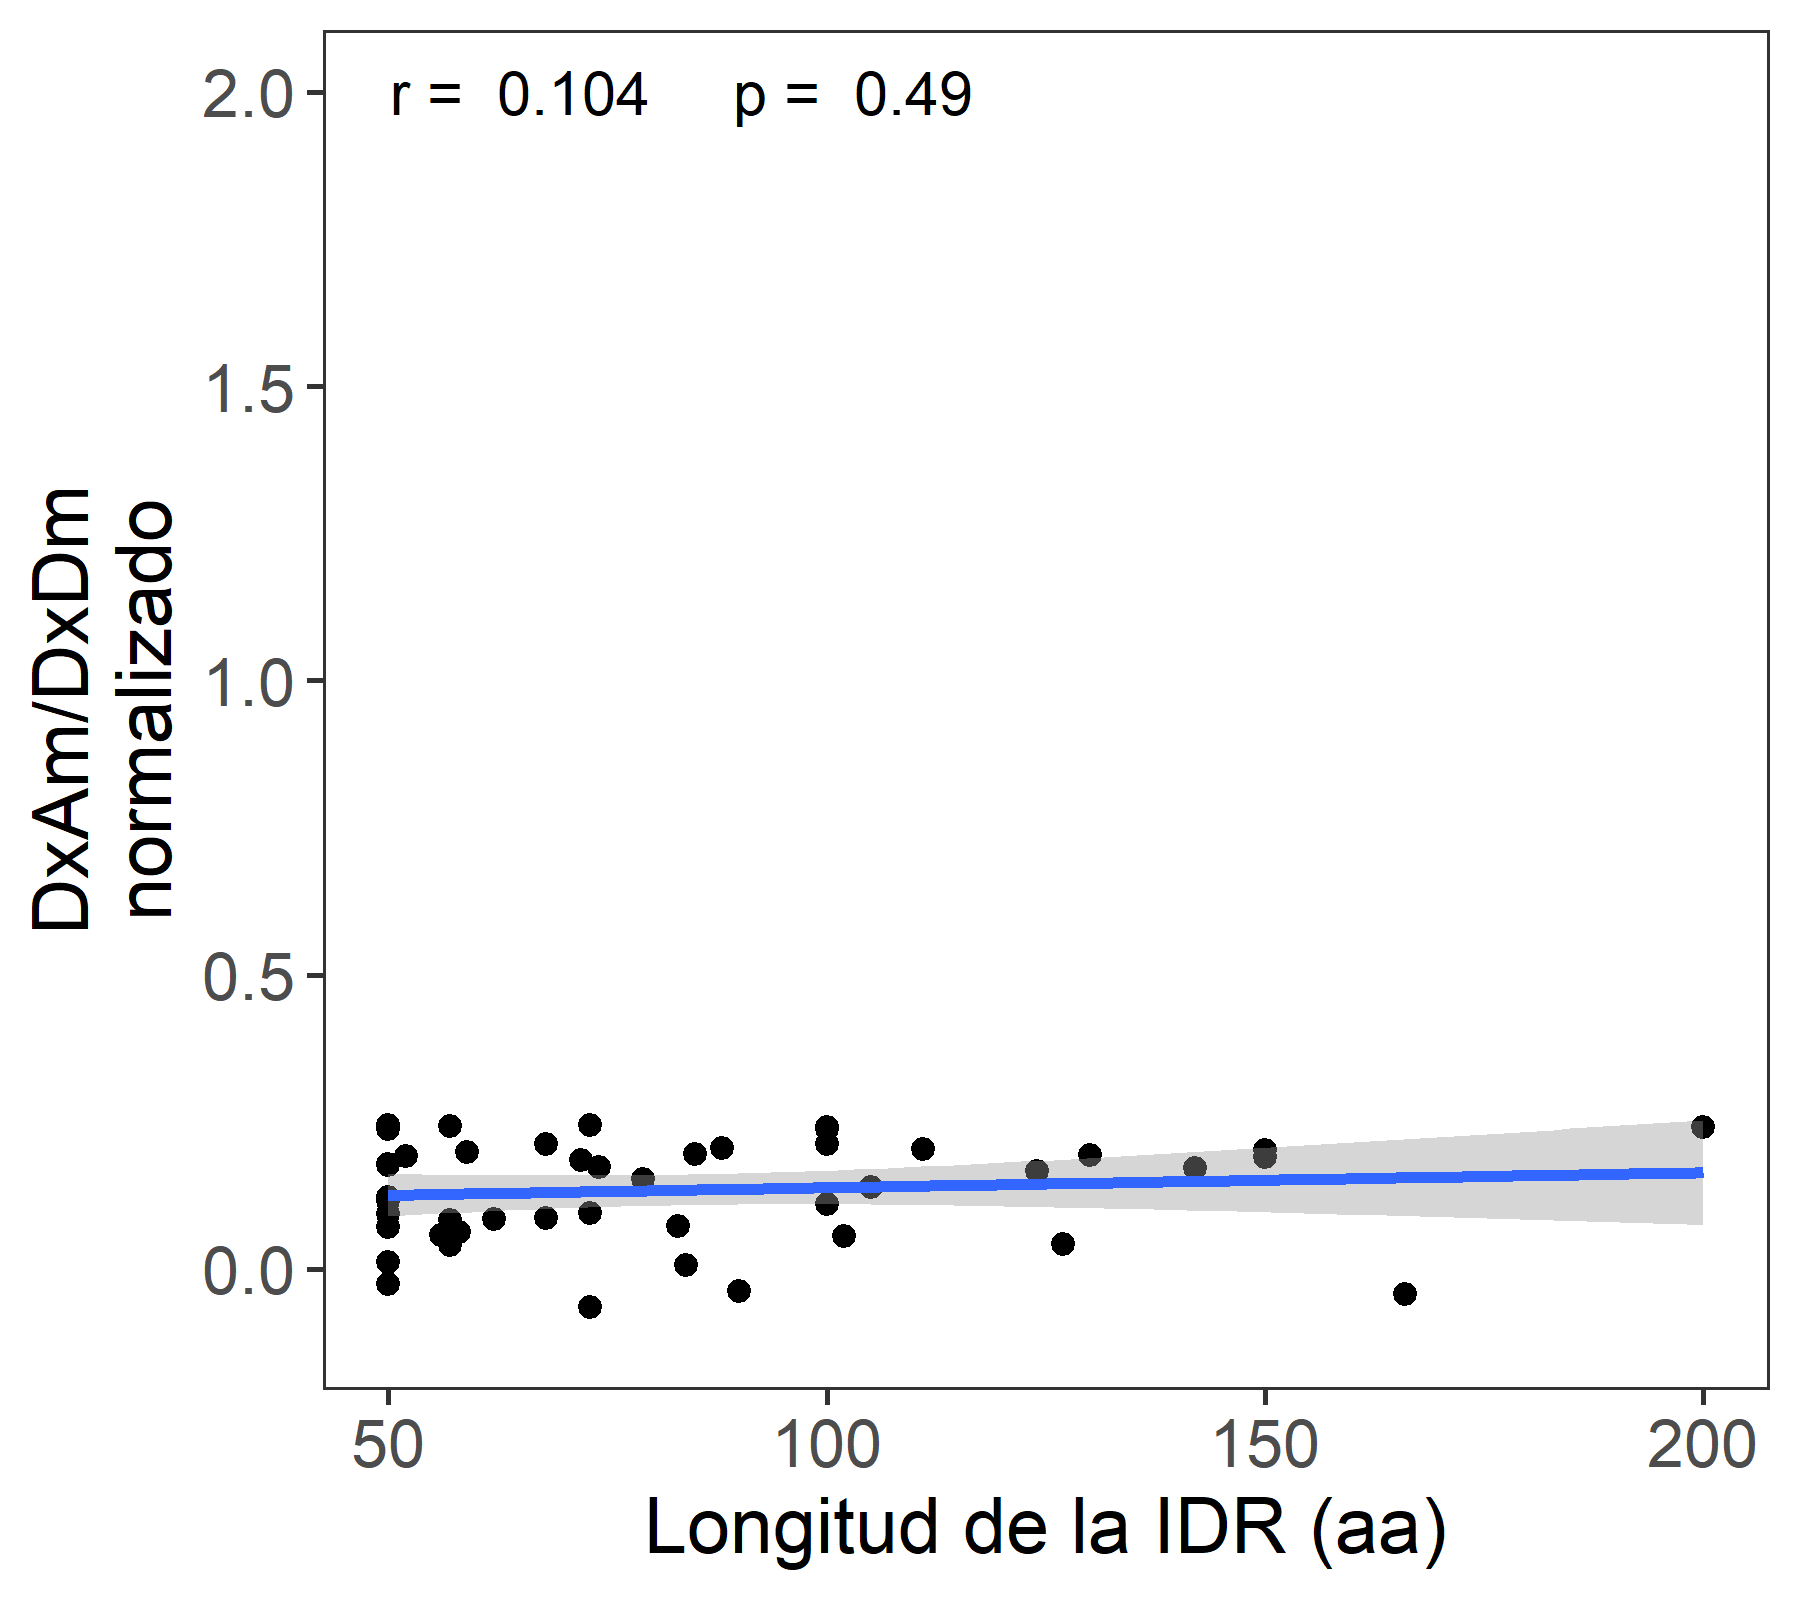 r = 0.104 p = 0.49
2.0
1.5
1.0
0.5
0.0
DxAm/DxDm
normalizado
50 100 150 200
Longitud de la IDR (aa)